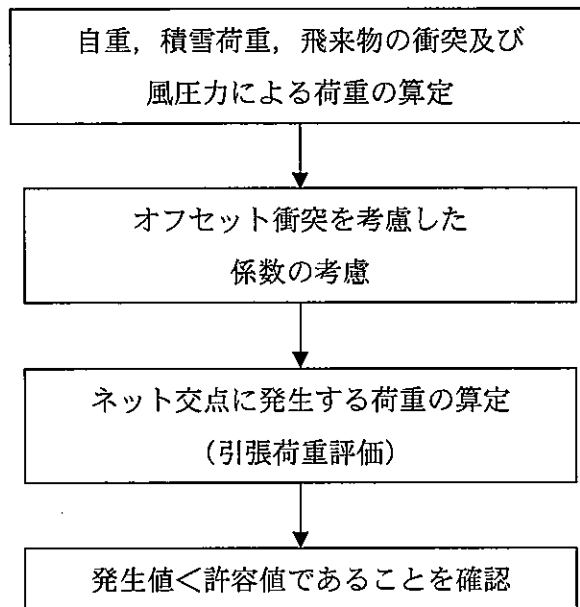 自重，積雪荷重，飛来物の衝突及び
風圧力による荷重の算定
オフセット衝突を考慮した
係数の考慮
ネット交点に発生する荷重の算定
（引張荷重評価）
発生値＜許容値であることを確認